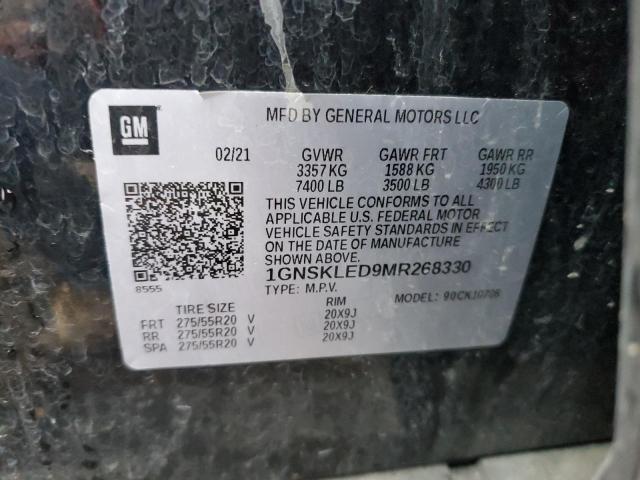 GM
MFD BY GENERAL MOTORS LLC
02/21 GVWR GAWR FRT GAWR RR
3357 KG 1588 KG 1950 KG
7400 LB 3500 LB 4300 LB
THIS VEHICLE CONFORMS TO ALL
APPLICABLE U.S. FEDERAL MOTOR
VEHICLE SAFETY STANDARDS IN EFFECT
ON THE DATE OF MANUFACTURE
SHOWN ABOVE.
1GNSKLED9MR268330
8555
TYPE: M.P.V. MODEL:
TIRE SIZE RIM
FRT 275/55R20 V 20X9J
RR 275/55R20 V 20X9J
SPA 275/55R20 V 20X9J